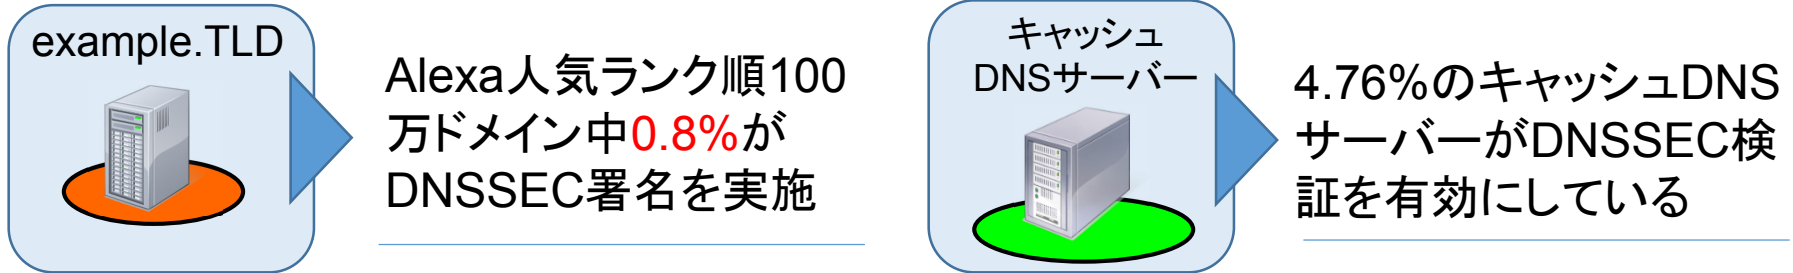 example.TLD
Alexa人気ランク順100
万ドメイン中0.8%が
DNSSEC署名を実施
キャッシュ
DNSサーバー
4.76%のキャッシュDNS
サーバーがDNSSEC検
証を有効にしている